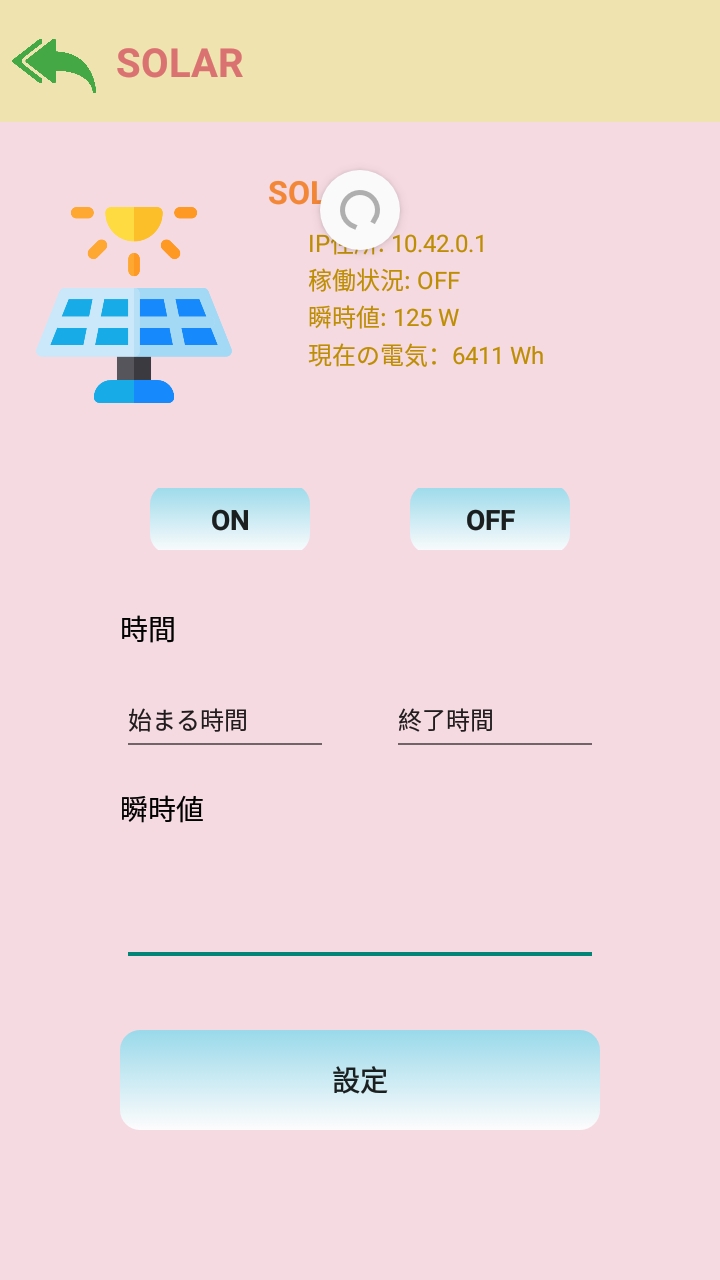 SOLAR
IP住所: 10.42.0.1
稼働状況: OFF
瞬時値: 125 W
現在の電気: 6411 Wh
ON
OFF
時間
始まる時間
終了時間
瞬時値
設定